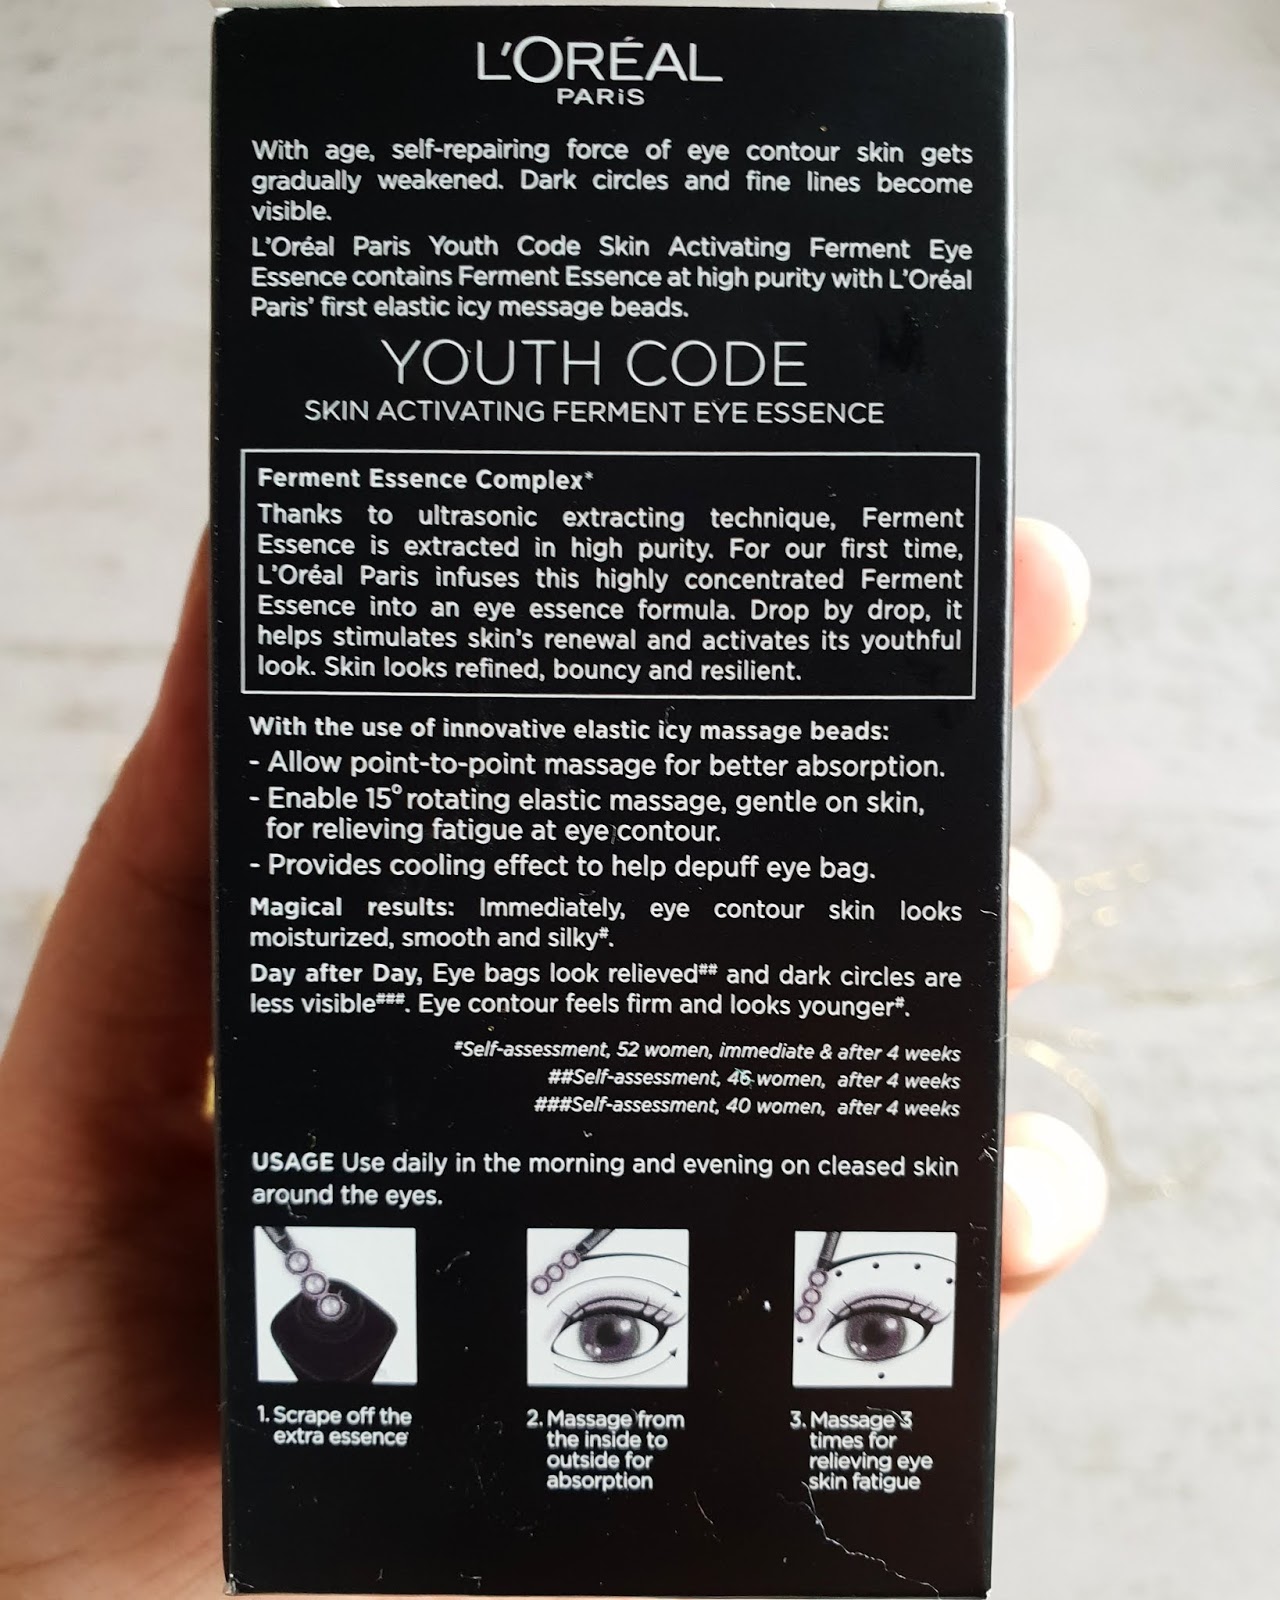 L'ORÉAL
PARiS
With age, self-repairing force of eye contour skin gets
gradually weakened. Dark circles and fine lines become
visible.
L'Oréal Paris Youth Code Skin Activating Ferment Eye
Essence contains Ferment Essence at high purity with L'Oréal
Paris' first elastic icy message beads.
YOUTH CODE
SKIN ACTIVATING FERMENT EYE ESSENCE
Ferment Essence Complex*
Thanks to ultrasonic extracting technique, Ferment
Essence is extracted in high purity. For our first time,
L'Oréal Paris infuses this highly concentrated Ferment
Essence into an eye essence formula. Drop by drop, it
helps stimulates skin's renewal and activates its youthful
look. Skin looks refined, bouncy and resilient.
With the use of innovative elastic icy massage beads:
- Allow point-to-point massage for better absorption.
- Enable 15° rotating elastic massage, gentle on skin,
for relieving fatigue at eye contour.
- Provides cooling effect to help depuff eye bag.
Magical results: Immediately, eye contour skin looks
moisturized, smooth and silky#.
Day after Day, Eye bags look relieved## and dark circles are
less visible###. Eye contour feels firm and looks younger#.
#Self-assessment, 52 women, immediate & after 4 weeks
##Self-assessment, 46 women, after 4 weeks
###Self-assessment, 40 women, after 4 weeks
USAGE Use daily in the morning and evening on cleased skin
around the eyes.
1. Scrape off the
extra essence
2. Massage from
the inside to
outside for
absorption
3. Massage 3
times for
relieving eye
skin fatigue